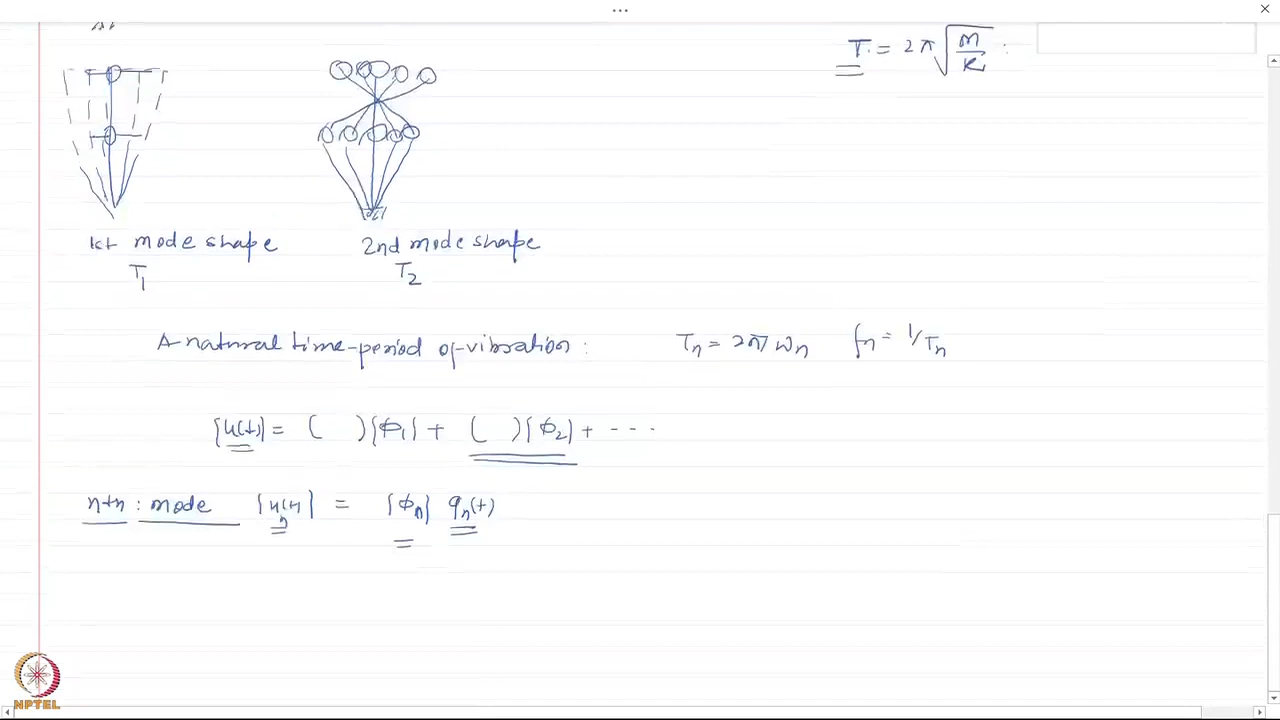 T₁ = 2π√(m/k)
1st mode shape 2nd mode shape
T₁ T₂
A natural time-period of vibration: Tₙ = 2π ωₙ fₙ = 1/Tₙ
{u(t)} = ( ){φ₁} + ( ){φ₂} + ---
nth: mode {u(t)}ₙ = {φₙ} qₙ(t)
NPTEL